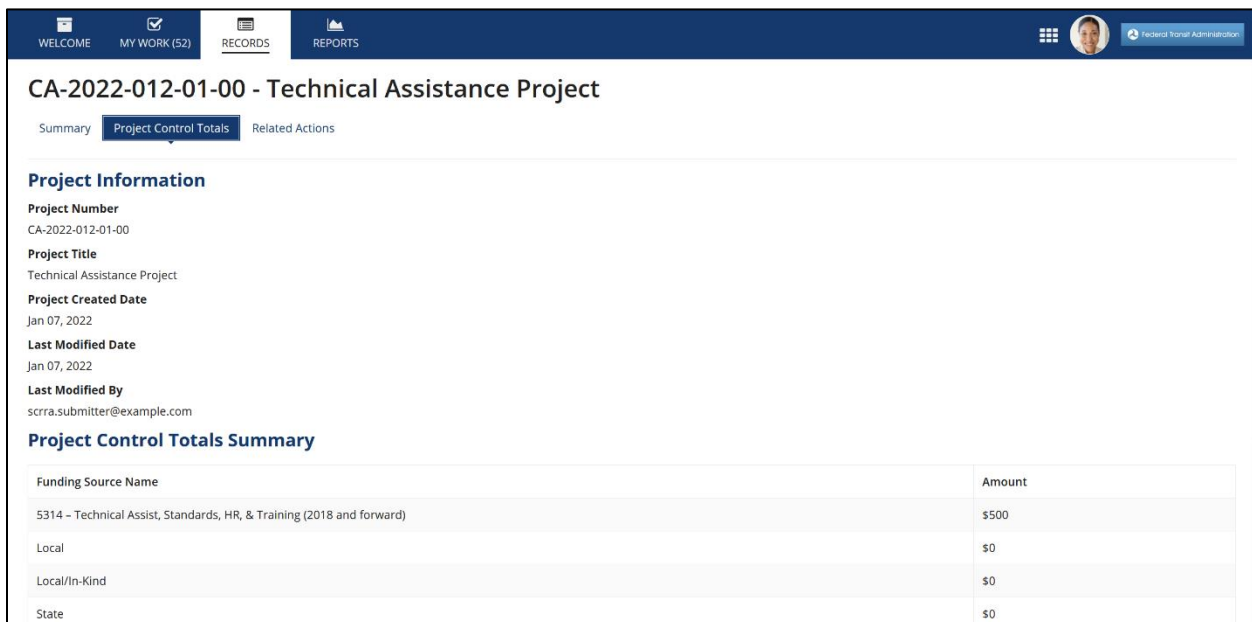 WELCOME MY WORK (52) RECORDS REPORTS Federal Transit Administration
CA-2022-012-01-00 - Technical Assistance Project
Summary Project Control Totals Related Actions
Project Information
Project Number
CA-2022-012-01-00
Project Title
Technical Assistance Project
Project Created Date
Jan 07, 2022
Last Modified Date
Jan 07, 2022
Last Modified By
scrra.submitter@example.com
Project Control Totals Summary
Funding Source Name Amount
5314 – Technical Assist, Standards, HR, & Training (2018 and forward) $500
Local $0
Local/In-Kind $0
State $0